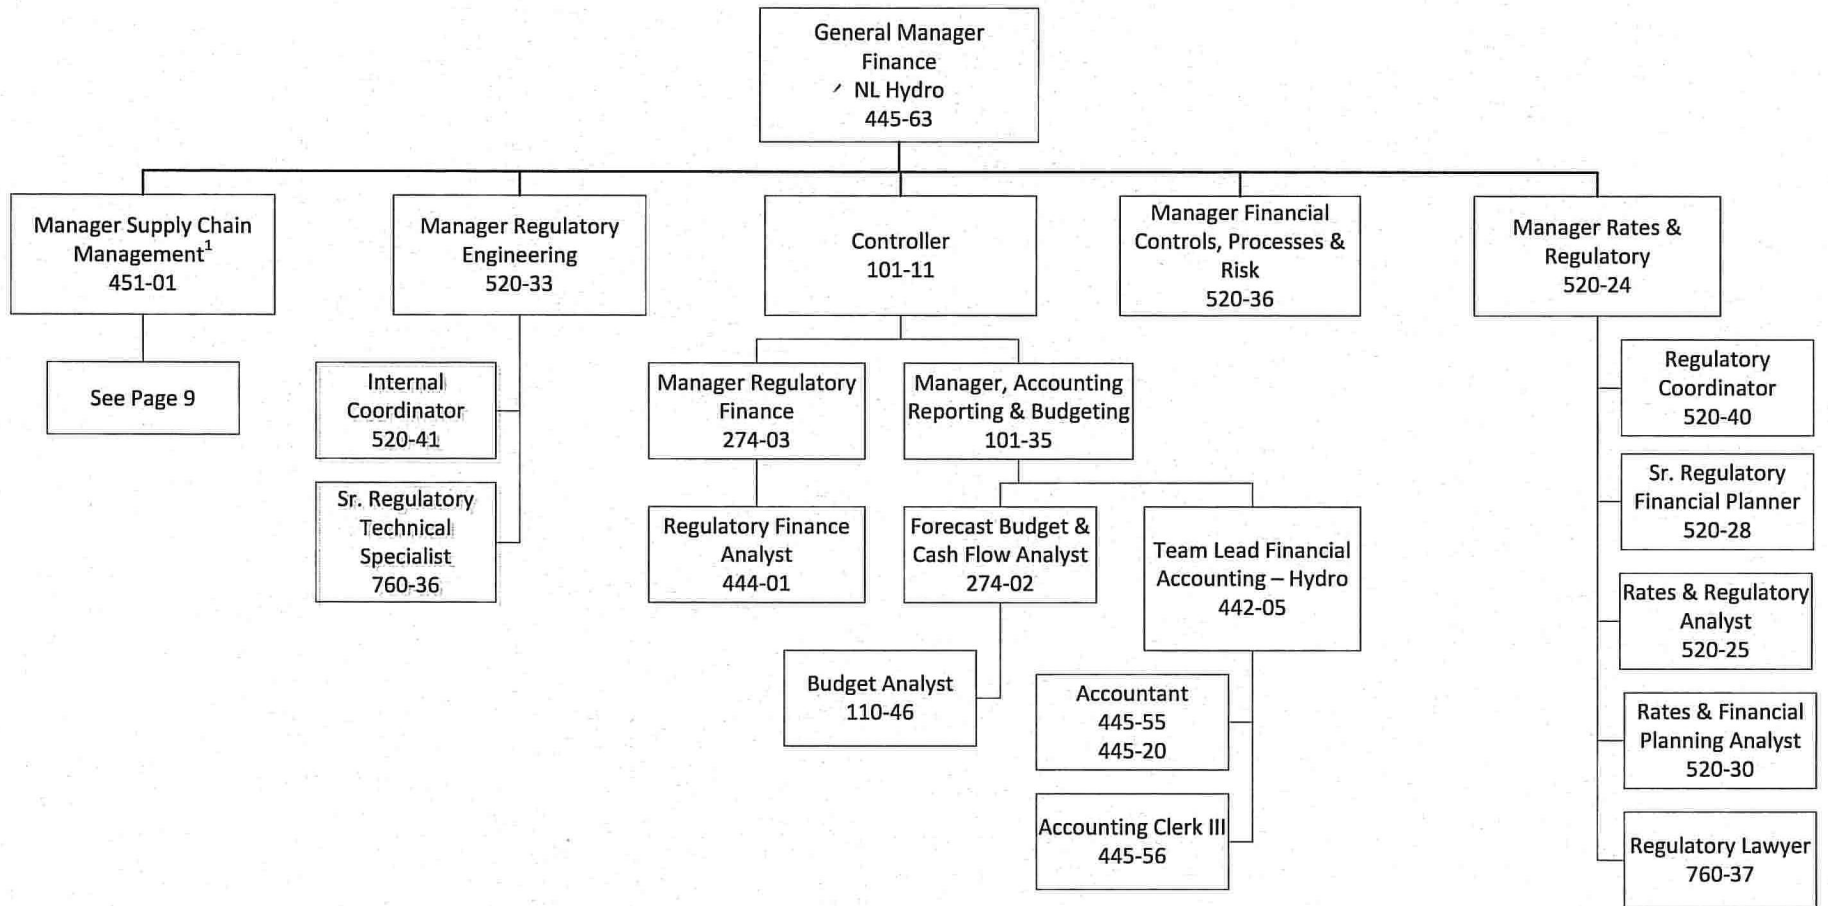 General Manager
Finance
NL Hydro
445-63
Manager Supply Chain
Management¹
451-01
Manager Regulatory
Engineering
520-33
Controller
101-11
Manager Financial
Controls, Processes &
Risk
520-36
Manager Rates &
Regulatory
520-24
See Page 9
Internal
Coordinator
520-41
Sr. Regulatory
Technical
Specialist
760-36
Manager Regulatory
Finance
274-03
Regulatory Finance
Analyst
444-01
Manager, Accounting
Reporting & Budgeting
101-35
Forecast Budget &
Cash Flow Analyst
274-02
Budget Analyst
110-46
Team Lead Financial
Accounting – Hydro
442-05
Accountant
445-55
445-20
Accounting Clerk III
445-56
Regulatory
Coordinator
520-40
Sr. Regulatory
Financial Planner
520-28
Rates & Regulatory
Analyst
520-25
Rates & Financial
Planning Analyst
520-30
Regulatory Lawyer
760-37